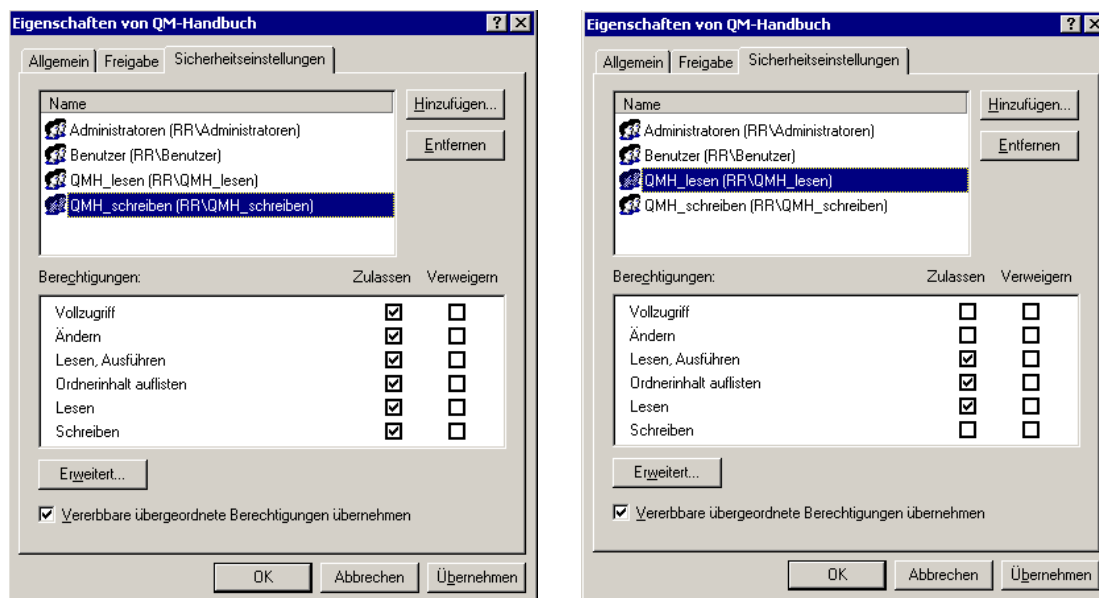 Eigenschaften von QM-Handbuch
Allgemein Freigabe Sicherheitseinstellungen
Name
Hinzufügen...
Administratoren (RR\Administratoren)
Benutzer (RR\Benutzer)
Entfernen
QMH_lesen (RR\QMH_lesen)
QMH_schreiben (RR\QMH_schreiben)
Berechtigungen: Zulassen Verweigern
Vollzugriff
Ändern
Lesen, Ausführen
Ordnerinhalt auflisten
Lesen
Schreiben
Erweitert...
Vererbbare übergeordnete Berechtigungen übernehmen
OK Abbrechen Übernehmen
Eigenschaften von QM-Handbuch
Allgemein Freigabe Sicherheitseinstellungen
Name
Hinzufügen...
Administratoren (RR\Administratoren)
Benutzer (RR\Benutzer)
Entfernen
QMH_lesen (RR\QMH_lesen)
QMH_schreiben (RR\QMH_schreiben)
Berechtigungen: Zulassen Verweigern
Vollzugriff
Ändern
Lesen, Ausführen
Ordnerinhalt auflisten
Lesen
Schreiben
Erweitert...
Vererbbare übergeordnete Berechtigungen übernehmen
OK Abbrechen Übernehmen